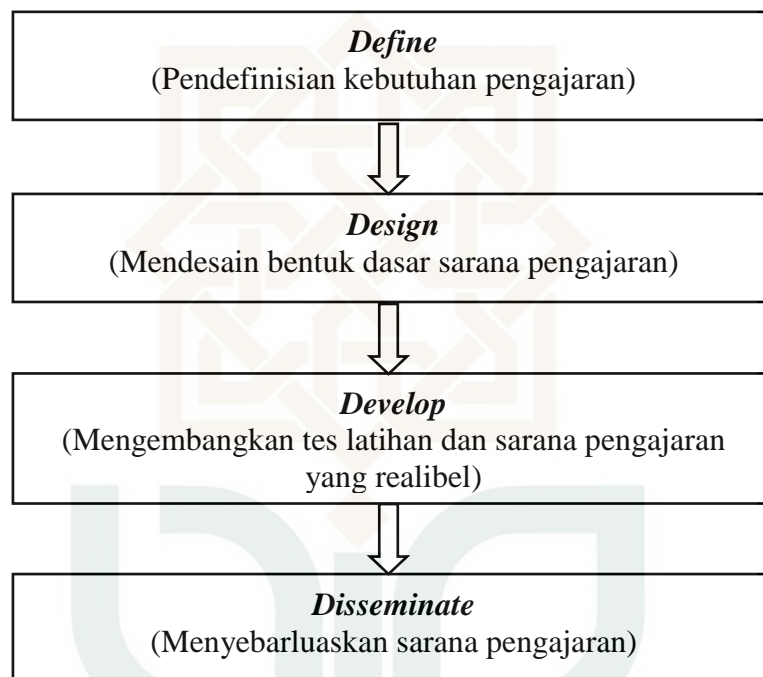 Define
(Pendefinisian kebutuhan pengajaran)
Design
(Mendesain bentuk dasar sarana pengajaran)
Develop
(Mengembangkan tes latihan dan sarana pengajaran
yang realibel)
Disseminate
(Menyebarluaskan sarana pengajaran)